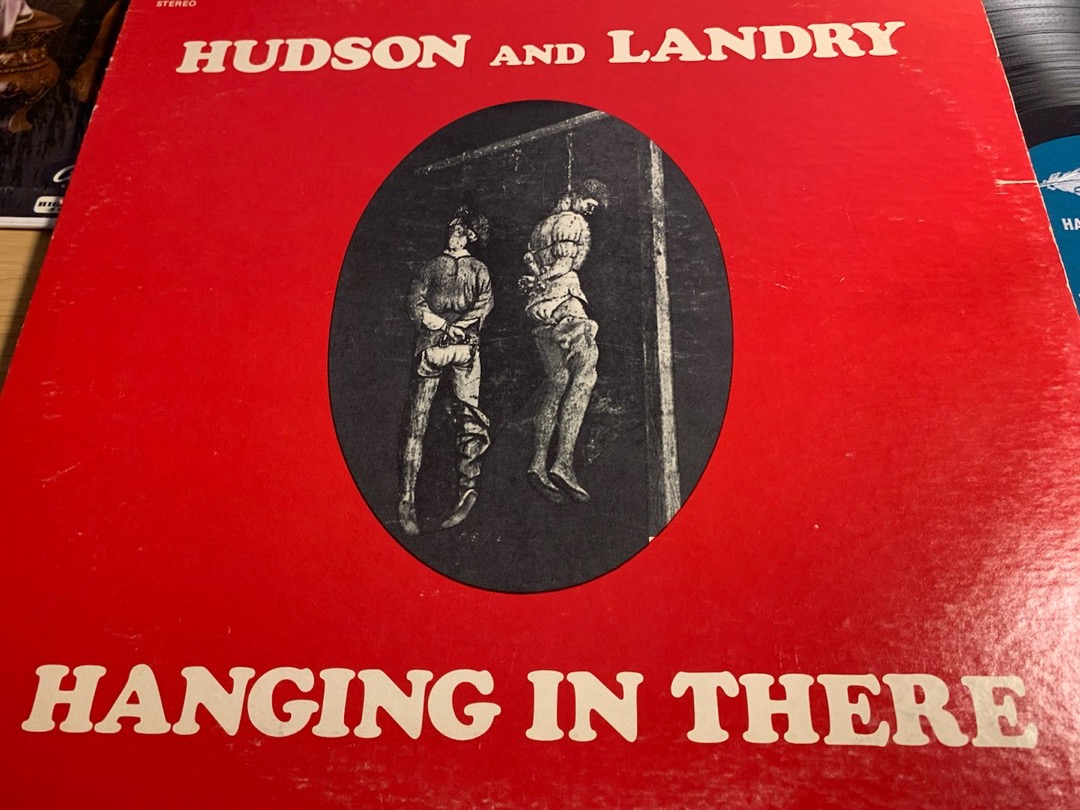 STEREO
HUDSON AND LANDRY
HANGING IN THERE